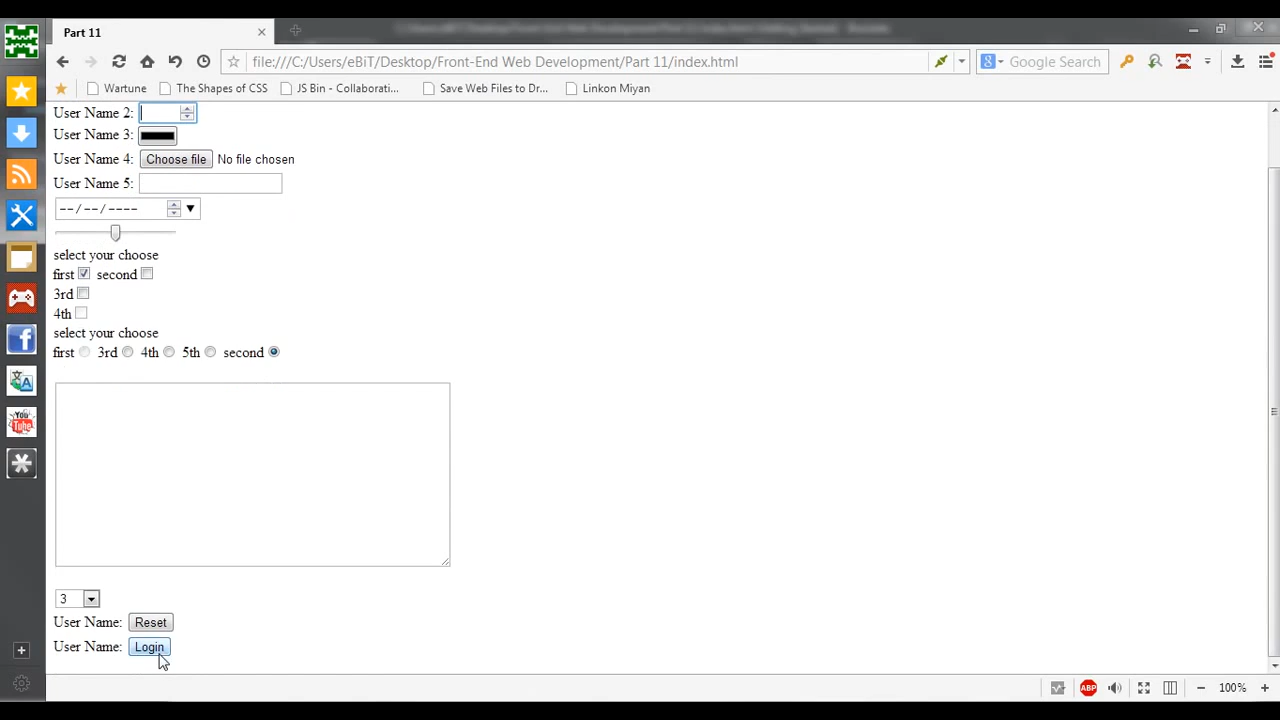 Part 11
file:///C:/Users/eBiT/Desktop/Front-End Web Development/Part 11/index.html
Google Search
Wartune
The Shapes of CSS
JS Bin - Collaborati...
Save Web Files to Dr...
Linkon Miyan
User Name 2:
User Name 3:
User Name 4: Choose file No file chosen
User Name 5:
--/--/----
select your choose
first second
3rd
4th
select your choose
first 3rd 4th 5th second
3
User Name: Reset
User Name: Login
You Tube
ABP
100%